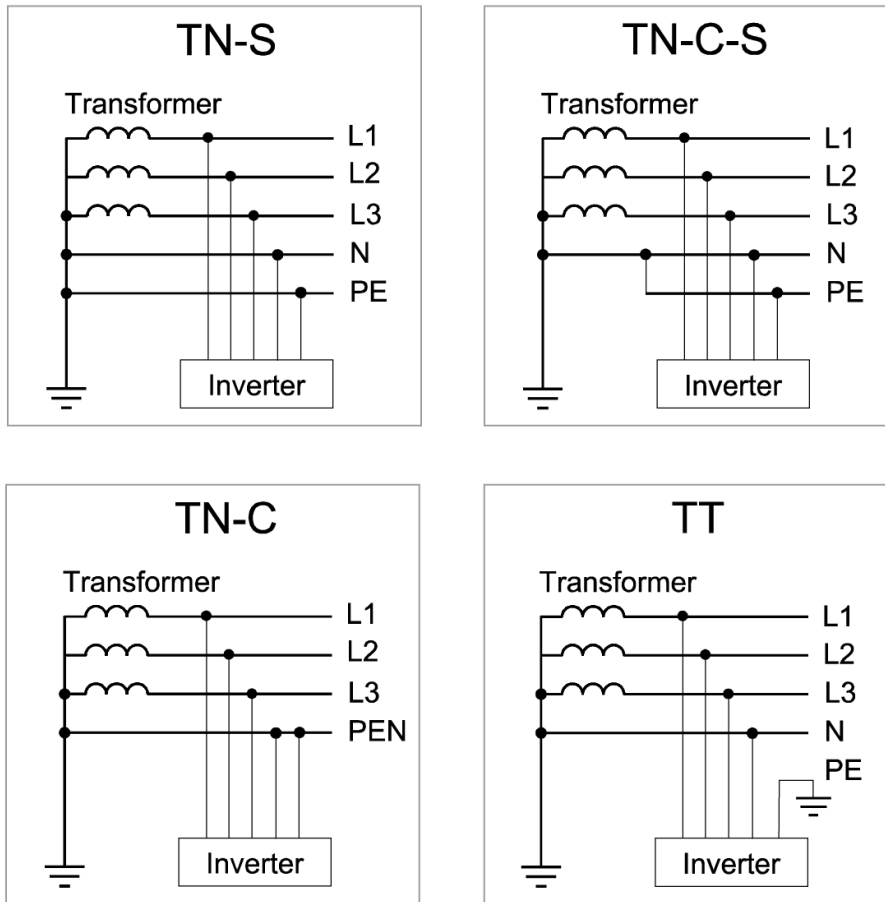 TN-S
Transformer
L1
L2
L3
N
PE
Inverter
TN-C-S
Transformer
L1
L2
L3
N
PE
Inverter
TN-C
Transformer
L1
L2
L3
PEN
Inverter
TT
Transformer
L1
L2
L3
N
PE
Inverter